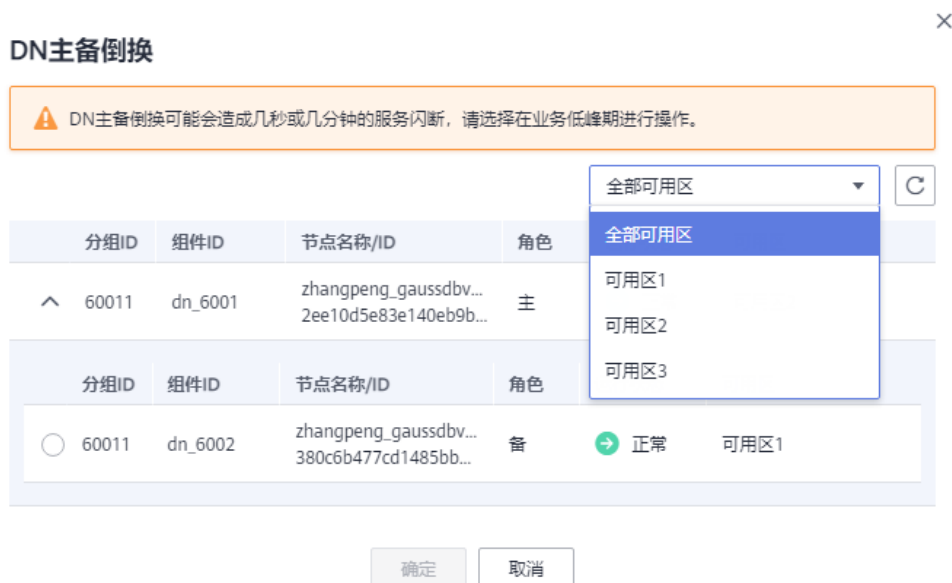 DN主备倒换
DN主备倒换可能会造成几秒或几分钟的服务闪断，请选择在业务低峰期进行操作。
全部可用区
分组ID 组件ID 节点名称/ID 角色
全部可用区
可用区1
可用区2
可用区3
60011 dn_6001 zhangpeng_gaussdbv... 主
2ee10d5e83e140eb9b...
分组ID 组件ID 节点名称/ID 角色
60011 dn_6002 zhangpeng_gaussdbv... 备 正常 可用区1
380c6b477cd1485bb...
确定 取消